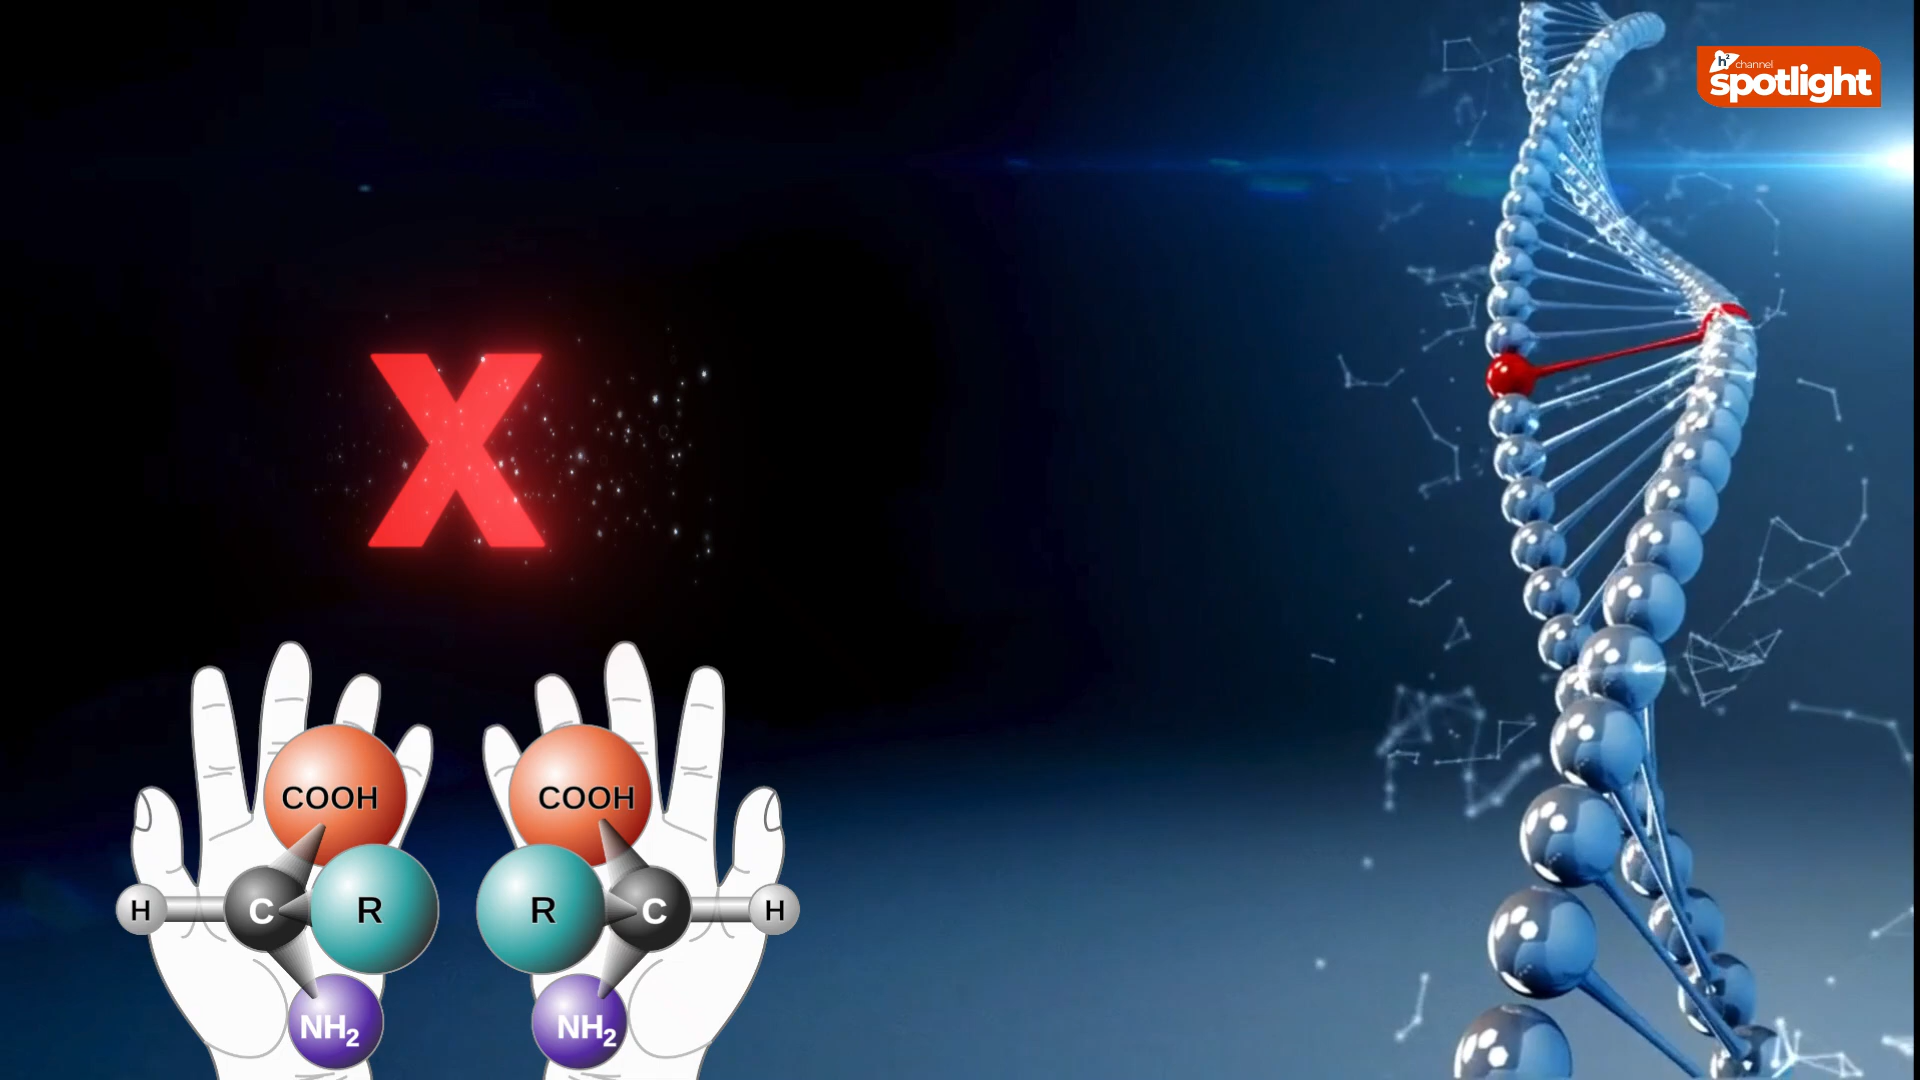 h² channel
spotlight
X
COOH COOH
H C R R C H
NH₂ NH₂